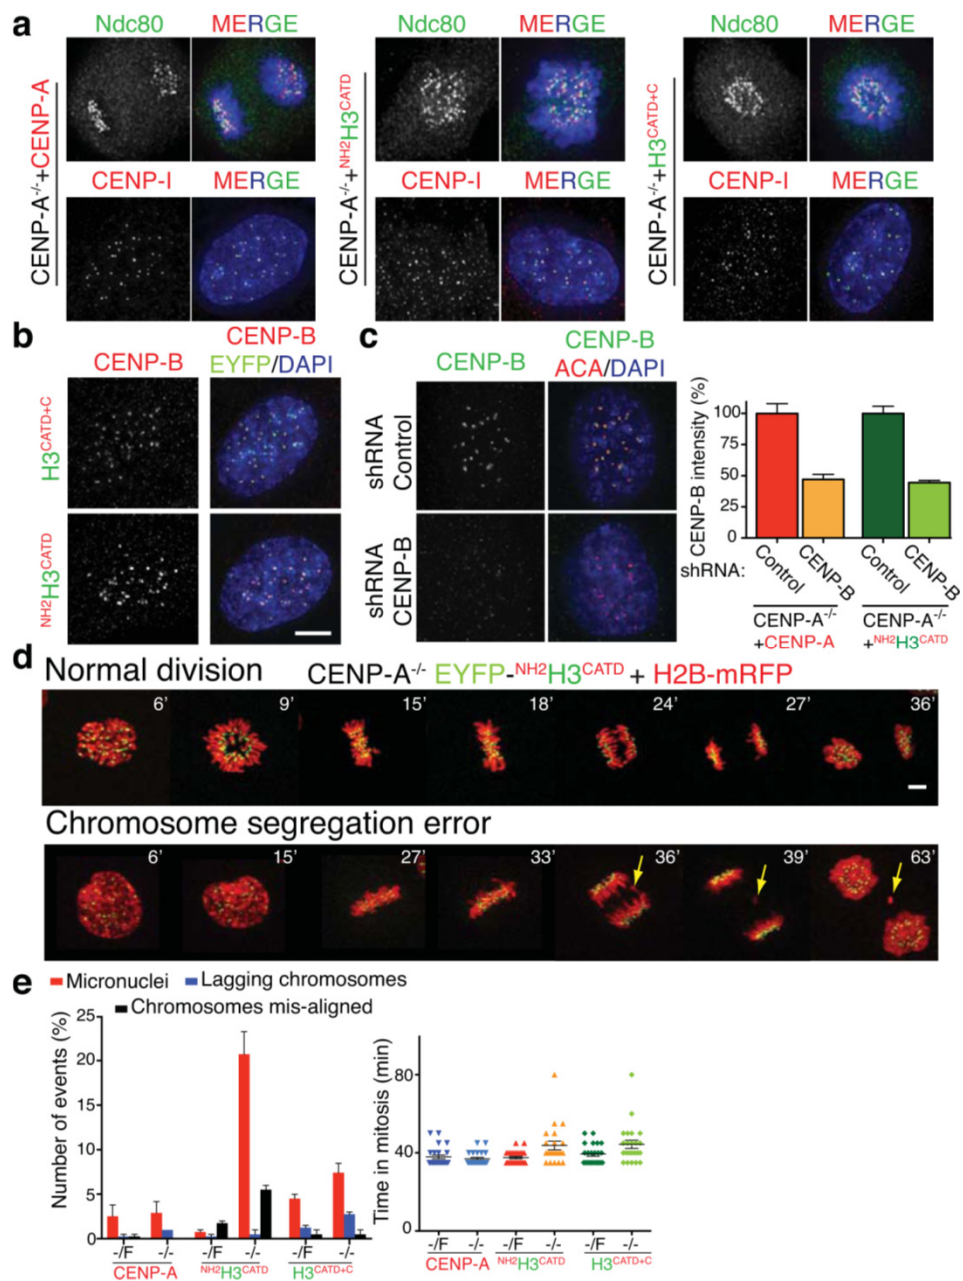 a
Ndc80 MERGE Ndc80 MERGE Ndc80 MERGE
CENP-A-/-+CENP-A
CENP-A-/-+NH2H3CATD
CENP-A-/-+H3CATD+C
CENP-I MERGE CENP-I MERGE CENP-I MERGE
b
CENP-B
CENP-B
EYFP/DAPI
H3CATD+C
NH2H3CATD
c
CENP-B
CENP-B
ACA/DAPI
shRNA
Control
shRNA
CENP-B
CENP-B intensity (%)
100
75
50
25
0
shRNA: Control CENP-B Control CENP-B
CENP-A-/- CENP-A-/-
+CENP-A +NH2H3CATD
d
Normal division CENP-A-/- EYFP-NH2H3CATD + H2B-mRFP
6' 9' 15' 18' 24' 27' 36'
Chromosome segregation error
6' 15' 27' 33' 36' 39' 63'
e
Micronuclei Lagging chromosomes
Chromosomes mis-aligned
Number of events (%)
25
20
15
10
5
0
-/F -/- -/F -/- -/F -/-
CENP-A NH2H3CATD H3CATD+C
Time in mitosis (min)
80
40
0
-/F -/- -/F -/- -/F -/-
CENP-A NH2H3CATD H3CATD+C